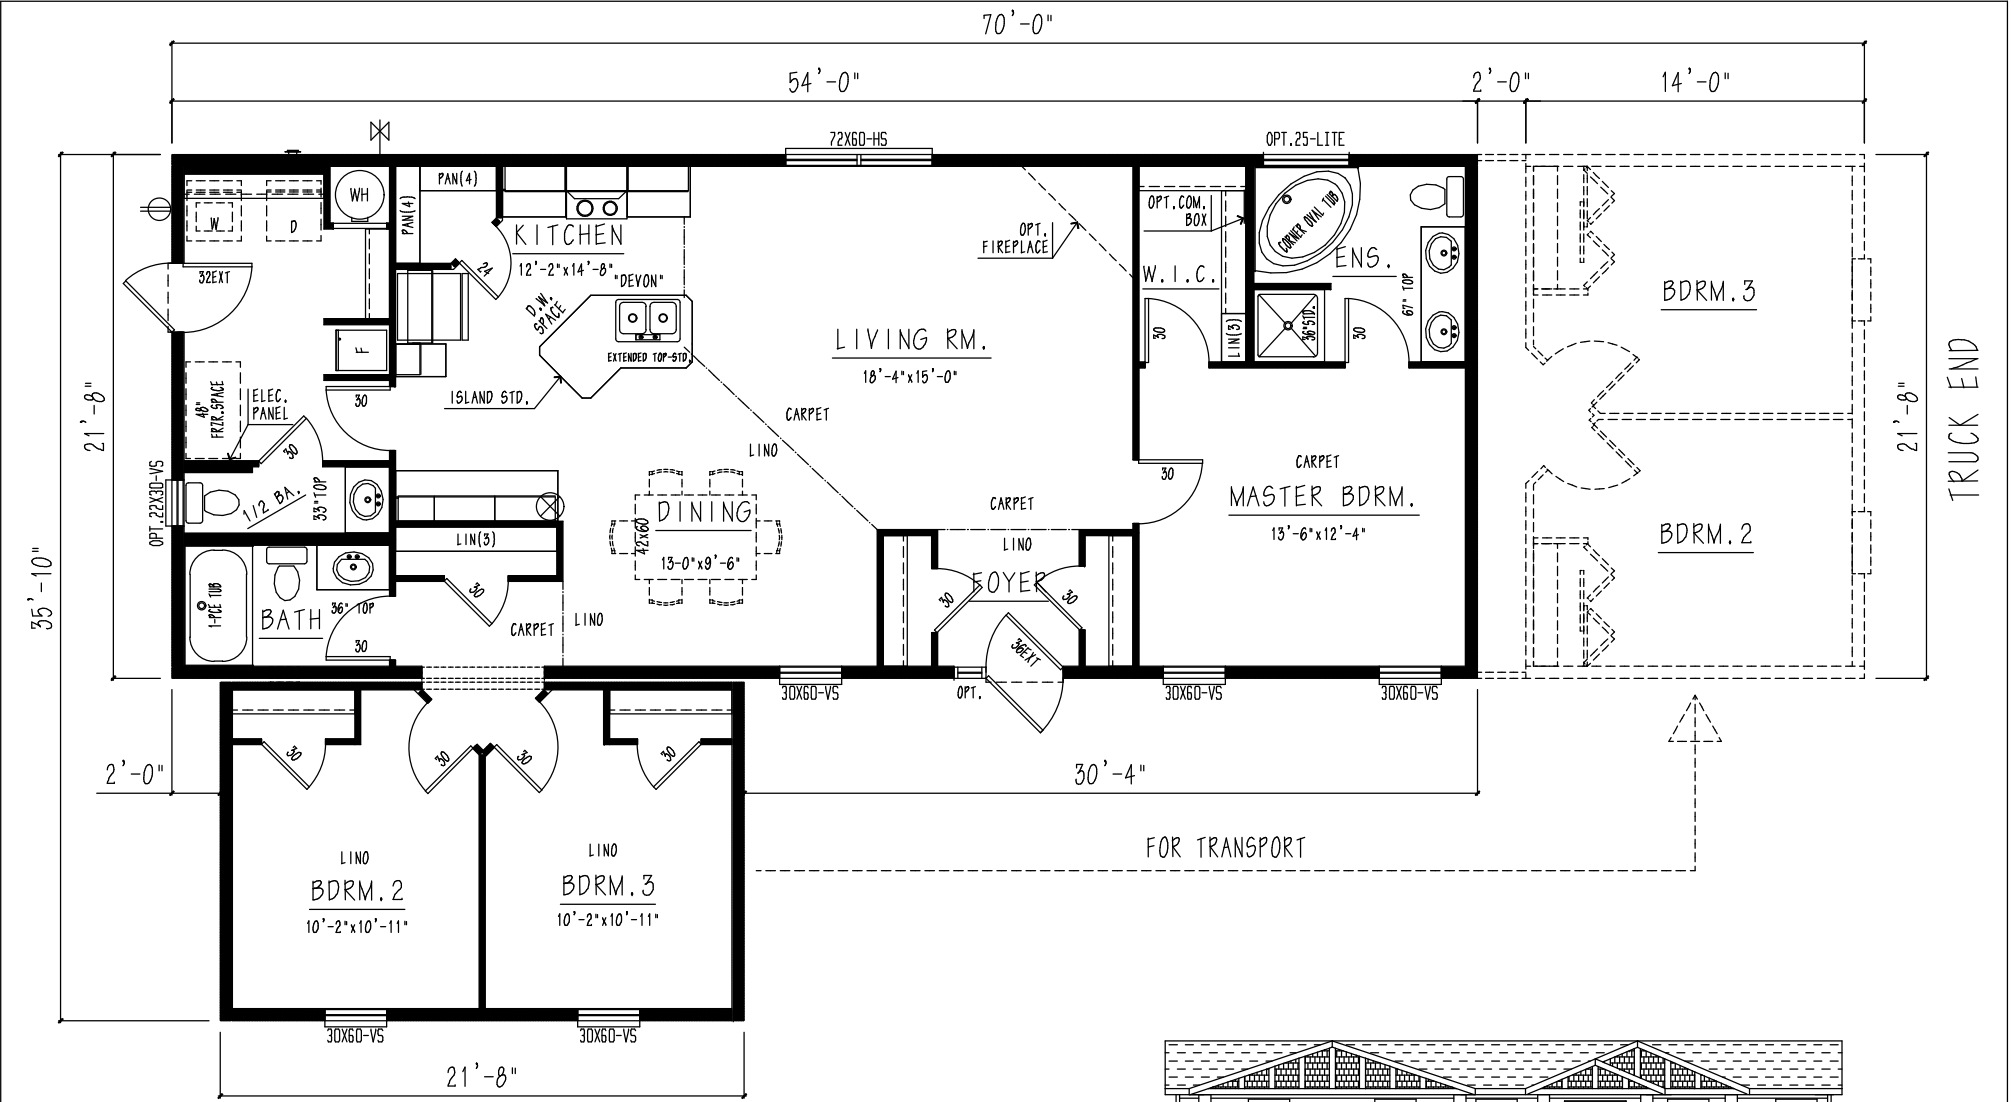 70'-0"
54'-0"
2'-0"
14'-0"
72X60-HS
OPT.25-LITE
WH
PAN(4)
PAN(4)
W
D
KITCHEN
12'-2"x14'-8"
24
"DEVON"
D.W.
SPACE
EXTENDED TOP-STD.
ISLAND STD.
32EXT
F
30
48"
FRZR.SPACE
ELEC.
PANEL
30
OPT.22X30-VS
1/2 BA.
33"TOP
LIN(3)
30
1-PCE TUB
BATH
36" TOP
30
CARPET
LINO
DINING
42x60
13-0"x9'-6"
LIVING RM.
18'-4"x15'-0"
CARPET
LINO
OPT.
FIREPLACE
OPT.COM.
BOX
W.I.C.
30
LIN(3)
CORNER OVAL TUB
ENS.
67" TOP
36"STD.
30
CARPET
MASTER BDRM.
13'-6"x12'-4"
30
CARPET
LINO
FOYER
30
30
36EXT
OPT.
30X60-VS
30X60-VS
30X60-VS
BDRM.3
BDRM.2
21'-8"
TRUCK END
21'-8"
35'-10"
2'-0"
30'-4"
30
30
30
30
FOR TRANSPORT
LINO
BDRM.2
10'-2"x10'-11"
LINO
BDRM.3
10'-2"x10'-11"
30X60-VS
30X60-VS
21'-8"